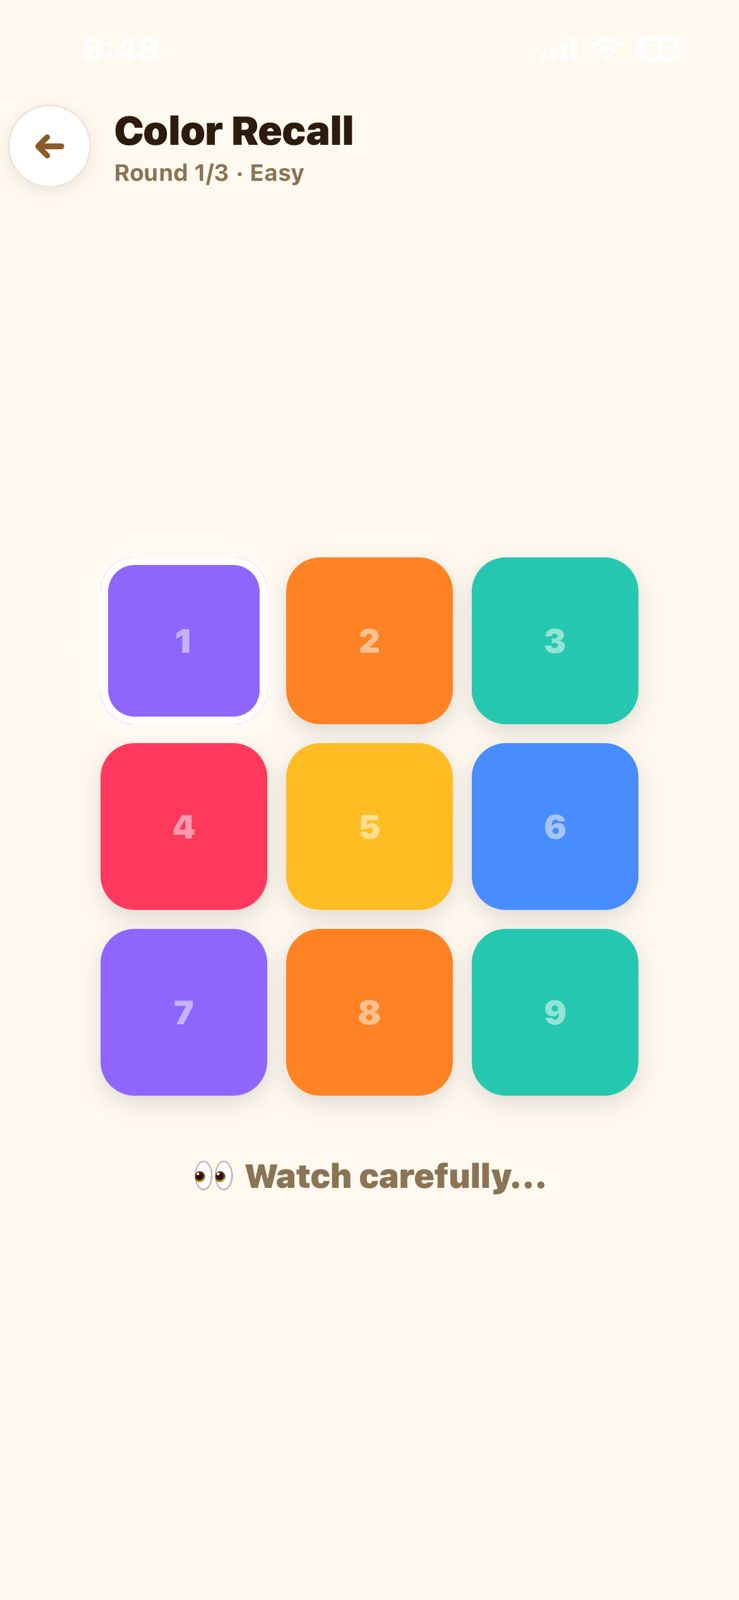 8:48
83
Color Recall
Round 1/3 · Easy
1 2 3
4 5 6
7 8 9
👀 Watch carefully...